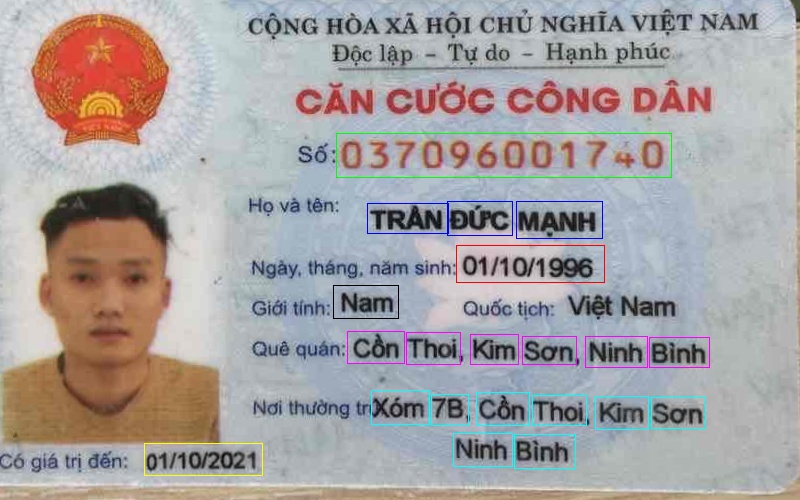 CỘNG HÒA XÃ HỘI CHỦ NGHĨA VIỆT NAM
Độc lập – Tự do – Hạnh phúc
CĂN CƯỚC CÔNG DÂN
Số: 037096001740
Họ và tên: TRẦN ĐỨC MẠNH
Ngày, tháng, năm sinh: 01/10/1996
Giới tính: Nam Quốc tịch: Việt Nam
Quê quán: Cồn Thoi, Kim Sơn, Ninh Bình
Nơi thường trú: Xóm 7B, Cồn Thoi, Kim Sơn
Ninh Bình
Có giá trị đến: 01/10/2021